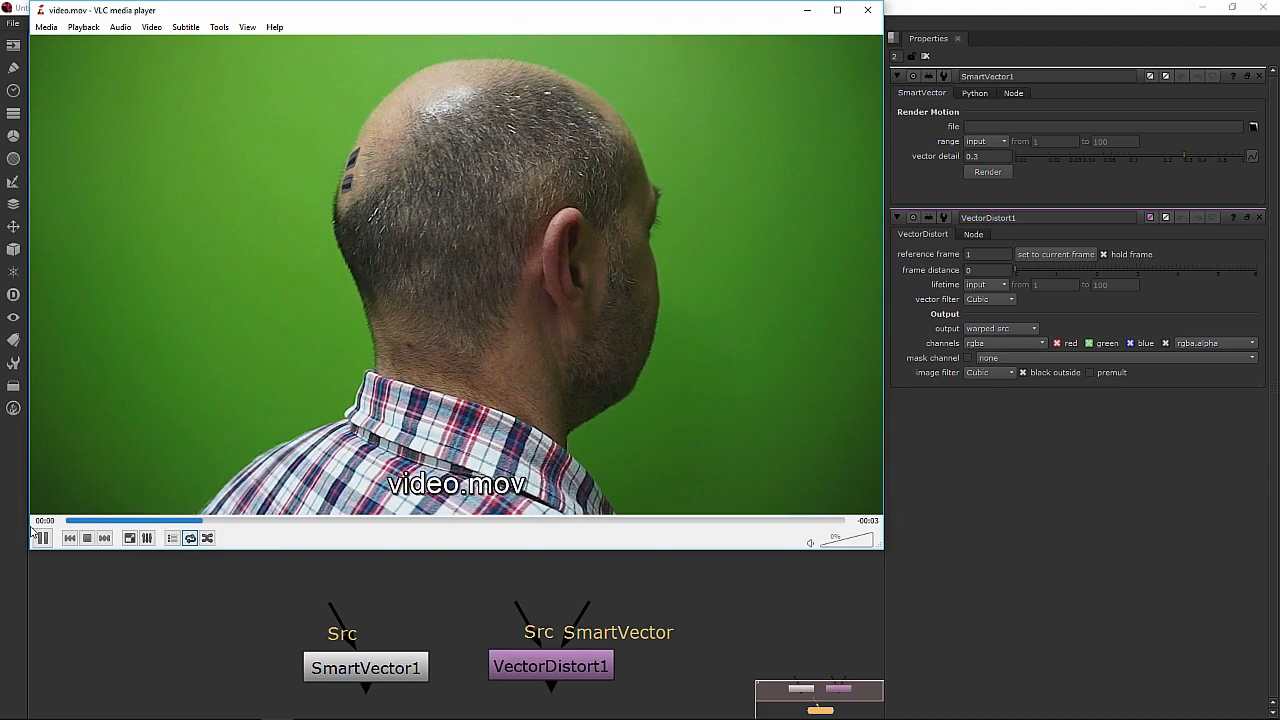 Unt
video.mov - VLC media player
File
Media Playback Audio Video Subtitle Tools View Help
Properties
2
SmartVector1
SmartVector Python Node
Render Motion
file
range input from 1 to 100
vector detail 0.3
Render
VectorDistort1
VectorDistort Node
reference frame 1 set to current frame hold frame
frame distance 0
lifetime input from 1 to 100
vector filter Cubic
Output
output warped src
channels rgba red green blue rgba.alpha
mask channel none
image filter Cubic black outside premult
video.mov
00:00 -00:03
0%
Src
Src SmartVector
SmartVector1
VectorDistort1